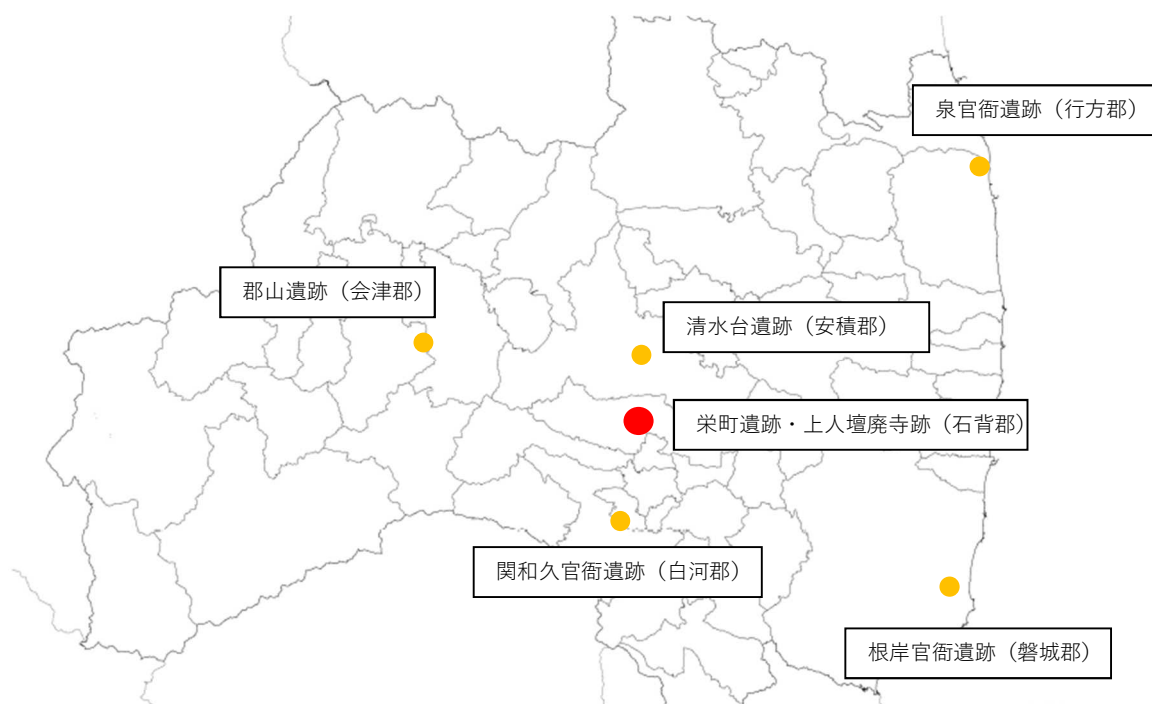 泉官衙遺跡（行方郡）
郡山遺跡（会津郡）
清水台遺跡（安積郡）
栄町遺跡・上人壇廃寺跡（石背郡）
関和久官衙遺跡（白河郡）
根岸官衙遺跡（磐城郡）